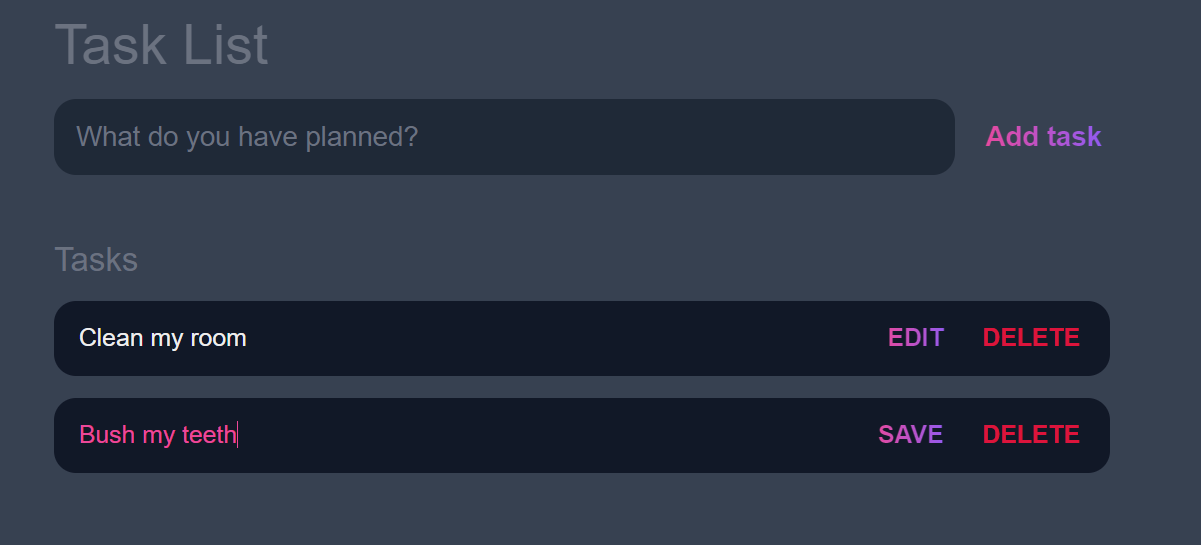 Task List
What do you have planned? Add task
Tasks
Clean my room EDIT DELETE
Bush my teeth SAVE DELETE